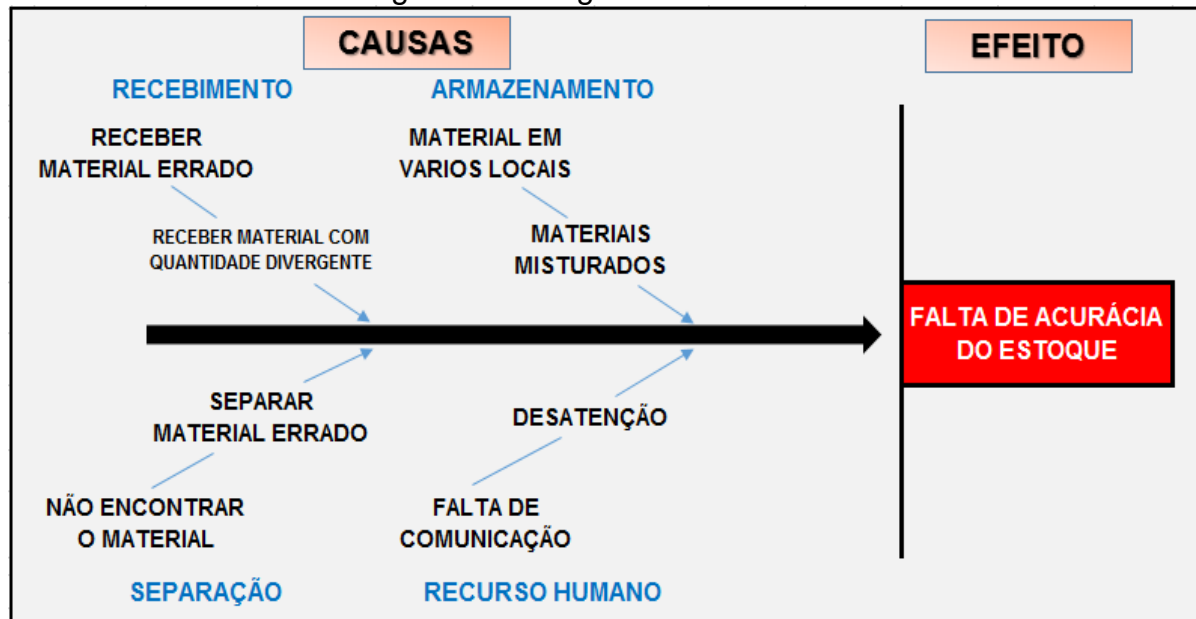 CAUSAS
EFEITO
RECEBIMENTO
ARMAZENAMENTO
RECEBER
MATERIAL ERRADO
MATERIAL EM
VARIOS LOCAIS
RECEBER MATERIAL COM
QUANTIDADE DIVERGENTE
MATERIAIS
MISTURADOS
FALTA DE ACURÁCIA
DO ESTOQUE
SEPARAR
MATERIAL ERRADO
DESATENÇÃO
NÃO ENCONTRAR
O MATERIAL
FALTA DE
COMUNICAÇÃO
SEPARAÇÃO
RECURSO HUMANO